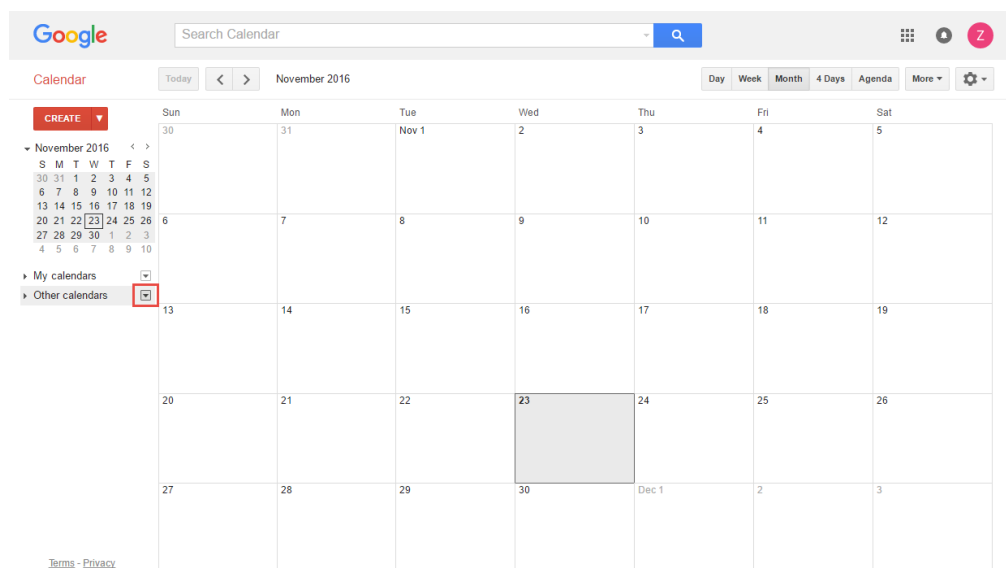 Google
Search Calendar
Z
Calendar
Today
November 2016
Day Week Month 4 Days Agenda More
CREATE
November 2016
S M T W T F S
30 31 1 2 3 4 5
6 7 8 9 10 11 12
13 14 15 16 17 18 19
20 21 22 23 24 25 26
27 28 29 30 1 2 3
4 5 6 7 8 9 10
My calendars
Other calendars
Terms - Privacy
Sun Mon Tue Wed Thu Fri Sat
30 31 Nov 1 2 3 4 5
6 7 8 9 10 11 12
13 14 15 16 17 18 19
20 21 22 23 24 25 26
27 28 29 30 Dec 1 2 3